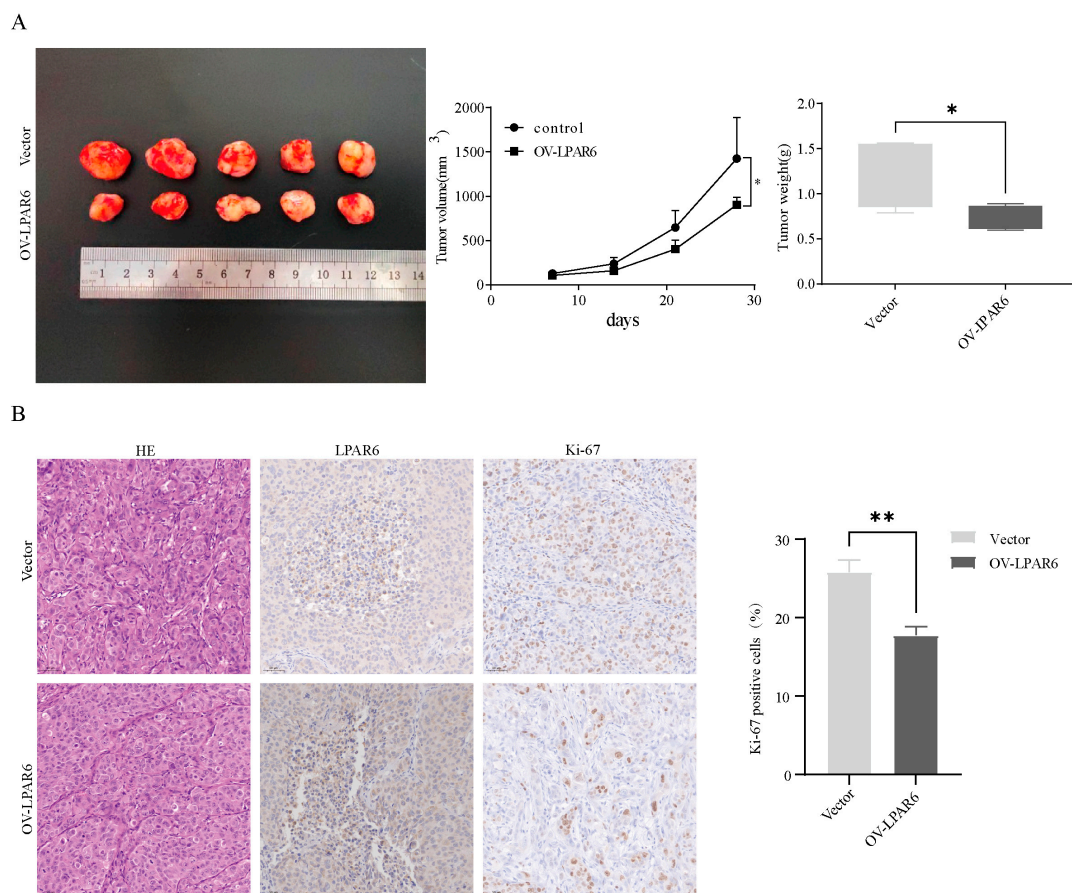 A
Vector
OV-LPAR6
1 2 3 4 5 6 7 8 9 10 11 12 13 14
Tumor volume(mm 3)
2000
1500
1000
500
0
0 10 20 30
days
control
OV-LPAR6
*
Tumor weight(g)
2.0
1.5
1.0
0.5
0.0
*
Vector
OV-IPAR6
B
HE
LPAR6
Ki-67
Vector
OV-LPAR6
Ki-67 positive cells (%)
30
20
10
0
**
Vector
OV-LPAR6
Vector
OV-LPAR6